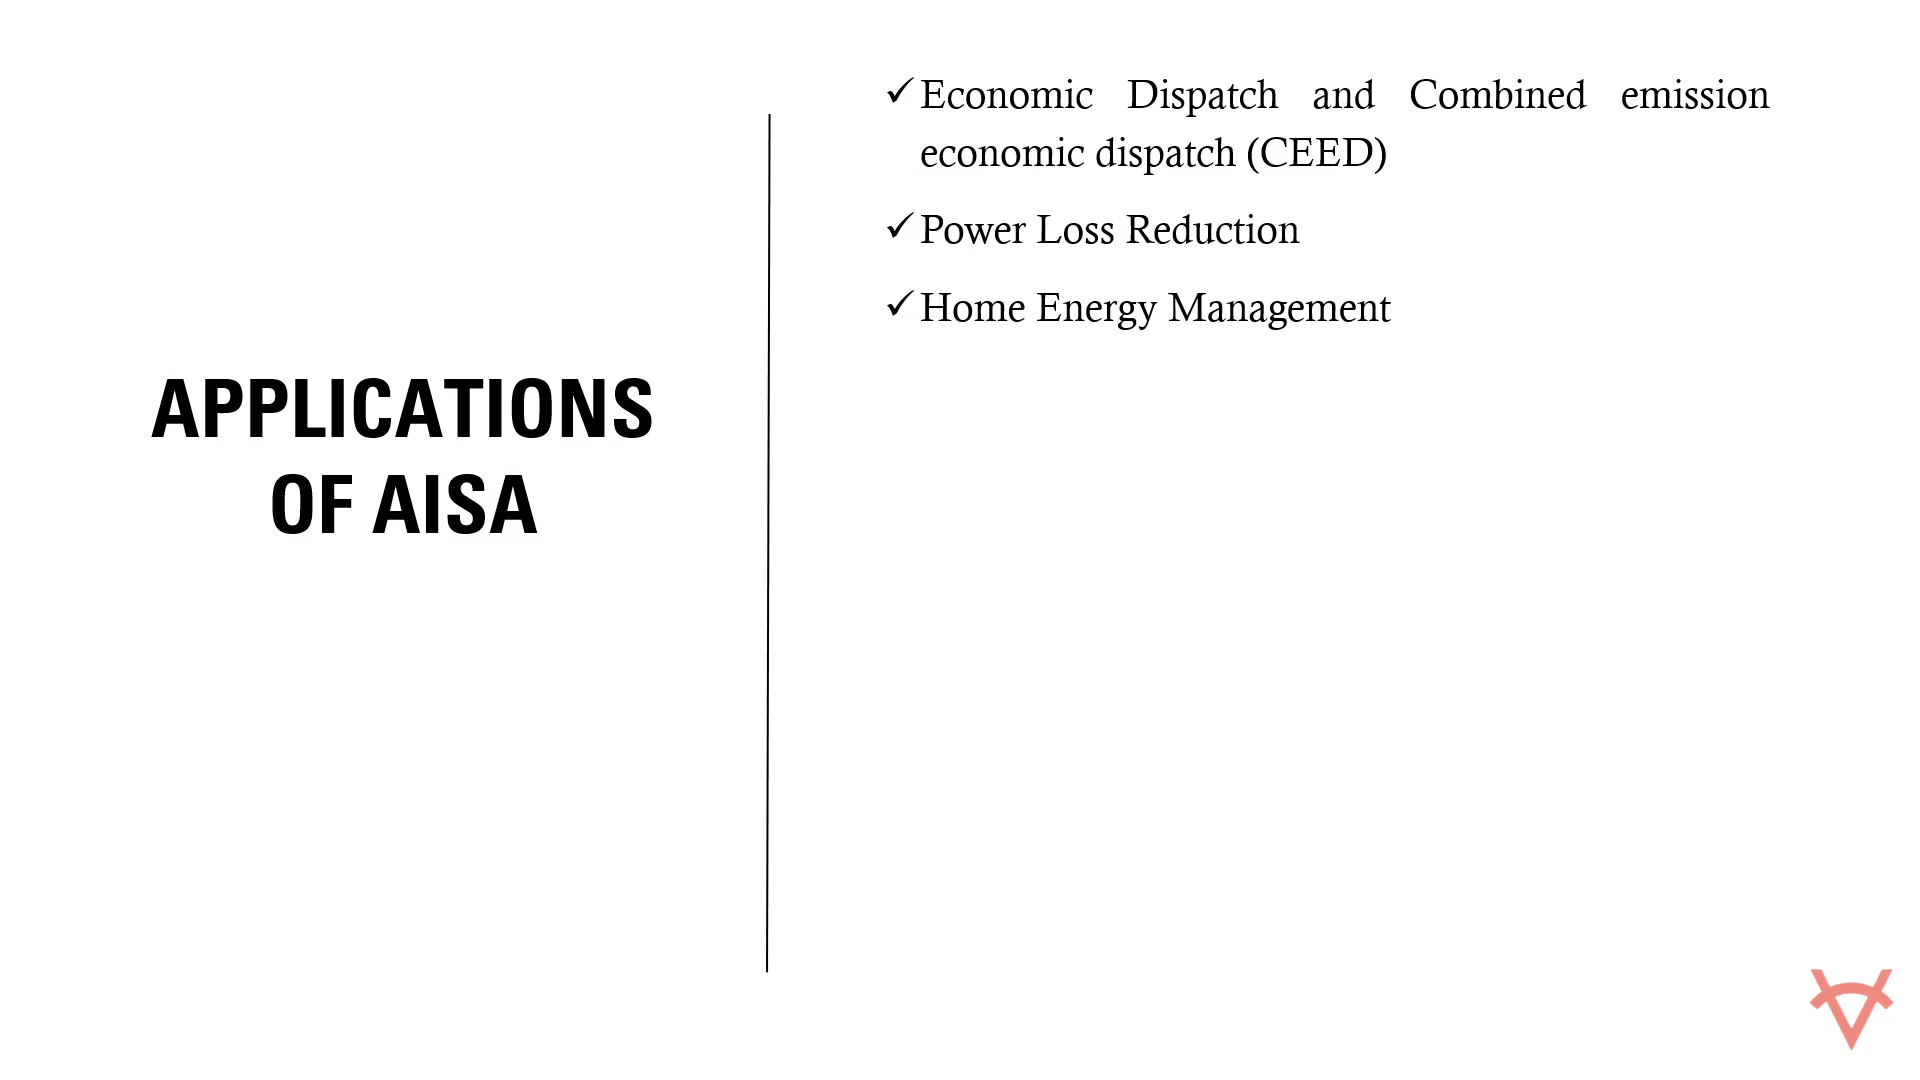 APPLICATIONS
OF AISA
✓Economic Dispatch and Combined emission
economic dispatch (CEED)
✓Power Loss Reduction
✓Home Energy Management